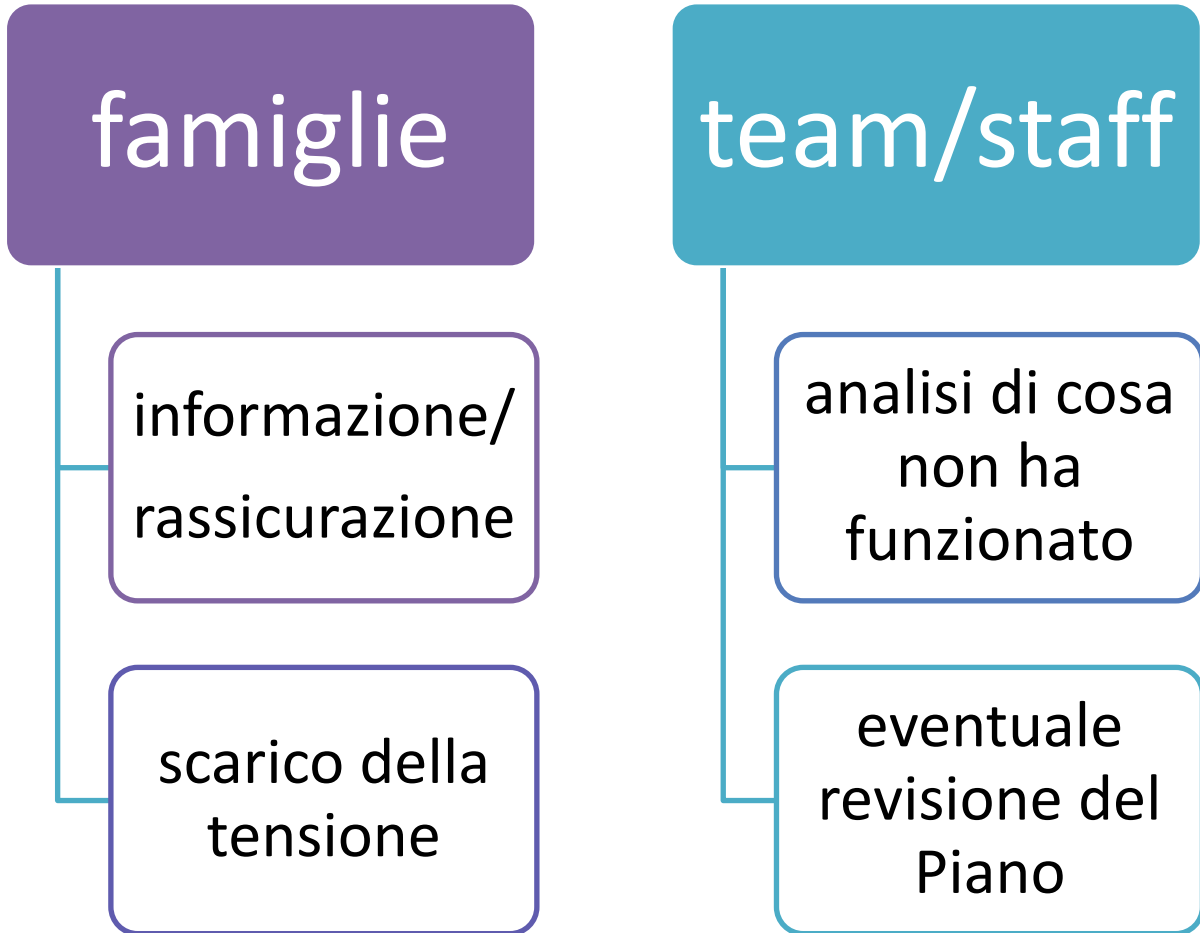 famiglie
informazione/
rassicurazione
scarico della
tensione
team/staff
analisi di cosa
non ha
funzionato
eventuale
revisione del
Piano